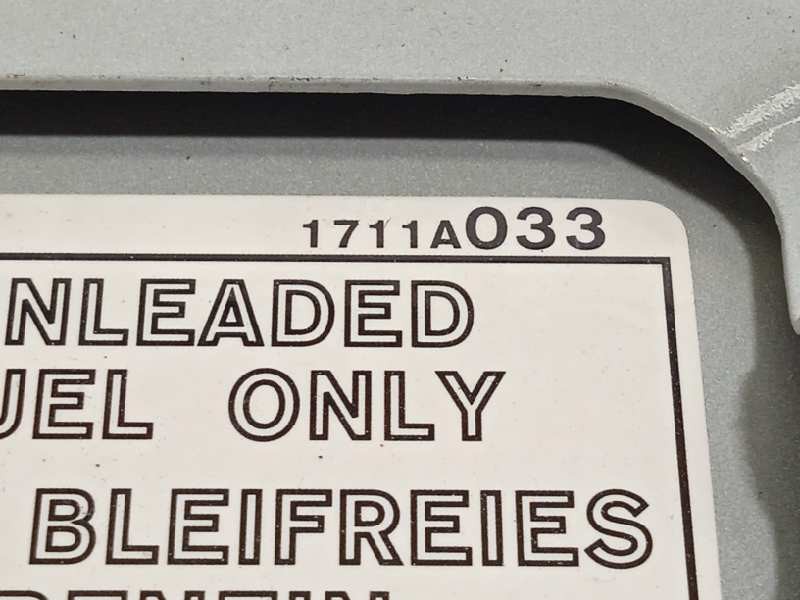 1711A033
NLEADED
UEL ONLY
BLEIFREIES